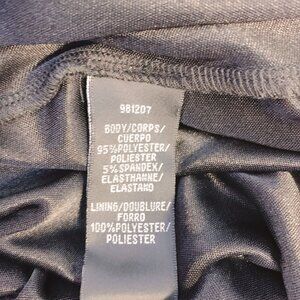 981207
BODY/CORPS/
CUERPO
95%POLYESTER/
POLIESTER
5%SPANDEX/
ELASTHANNE/
ELASTANO
LINING/DOUBLURE/
FORRO
100%POLYESTER/
POLIESTER